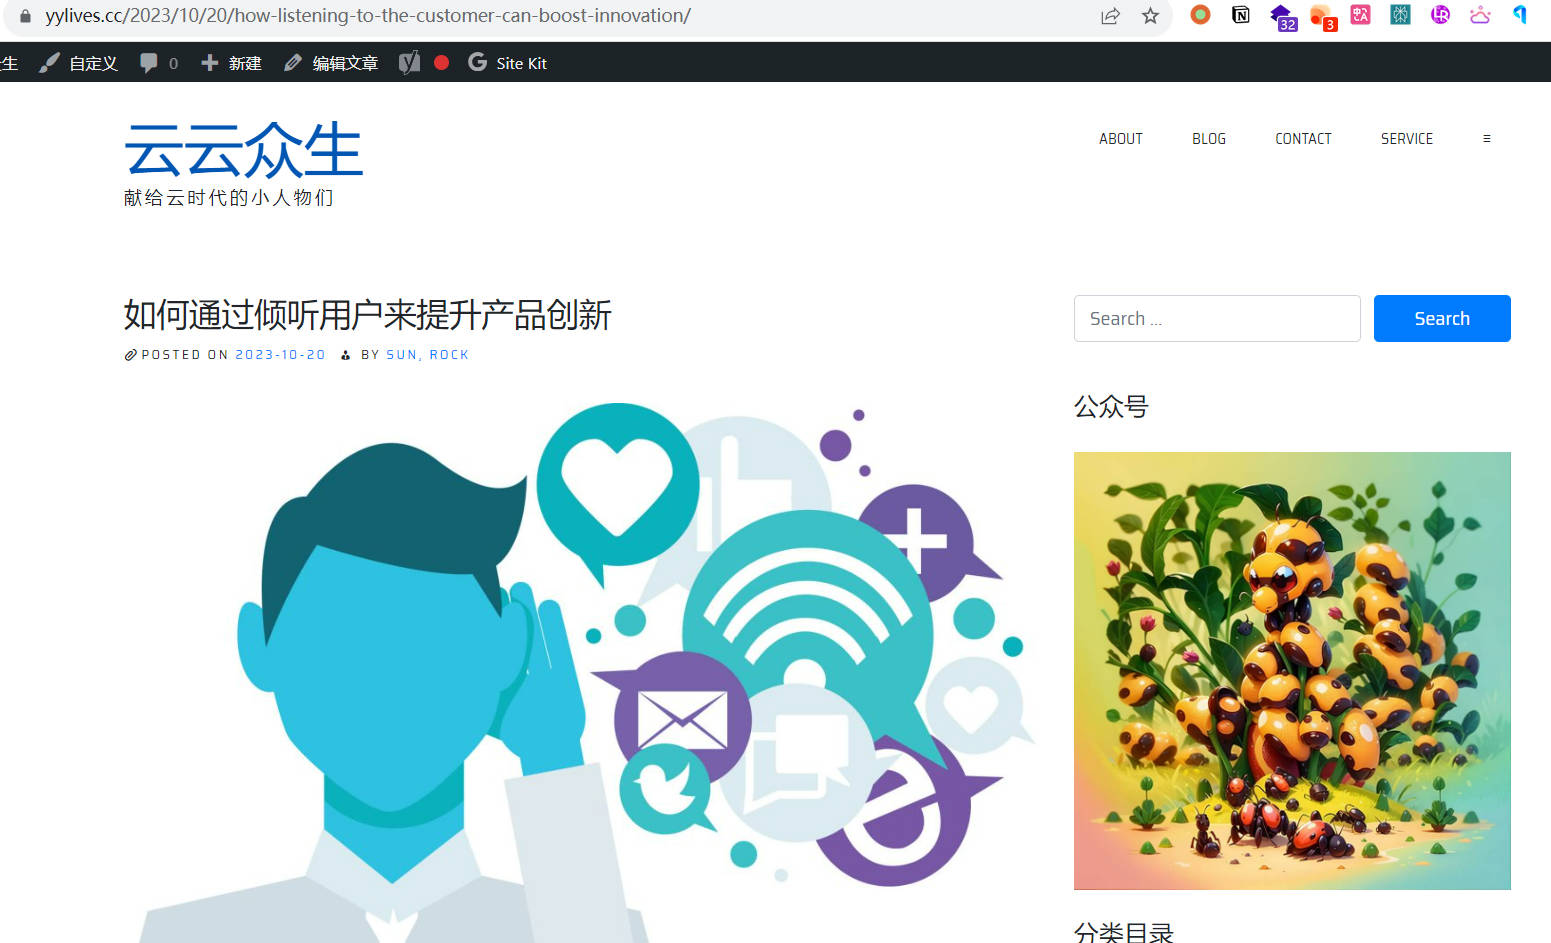 yylives.cc/2023/10/20/how-listening-to-the-customer-can-boost-innovation/
32
3
生 自定义 0 新建 编辑文章 Site Kit
云云众生
献给云时代的小人物们
ABOUT BLOG CONTACT SERVICE
如何通过倾听用户来提升产品创新
POSTED ON 2023-10-20 BY SUN, ROCK
Search ...
Search
公众号
分类目录